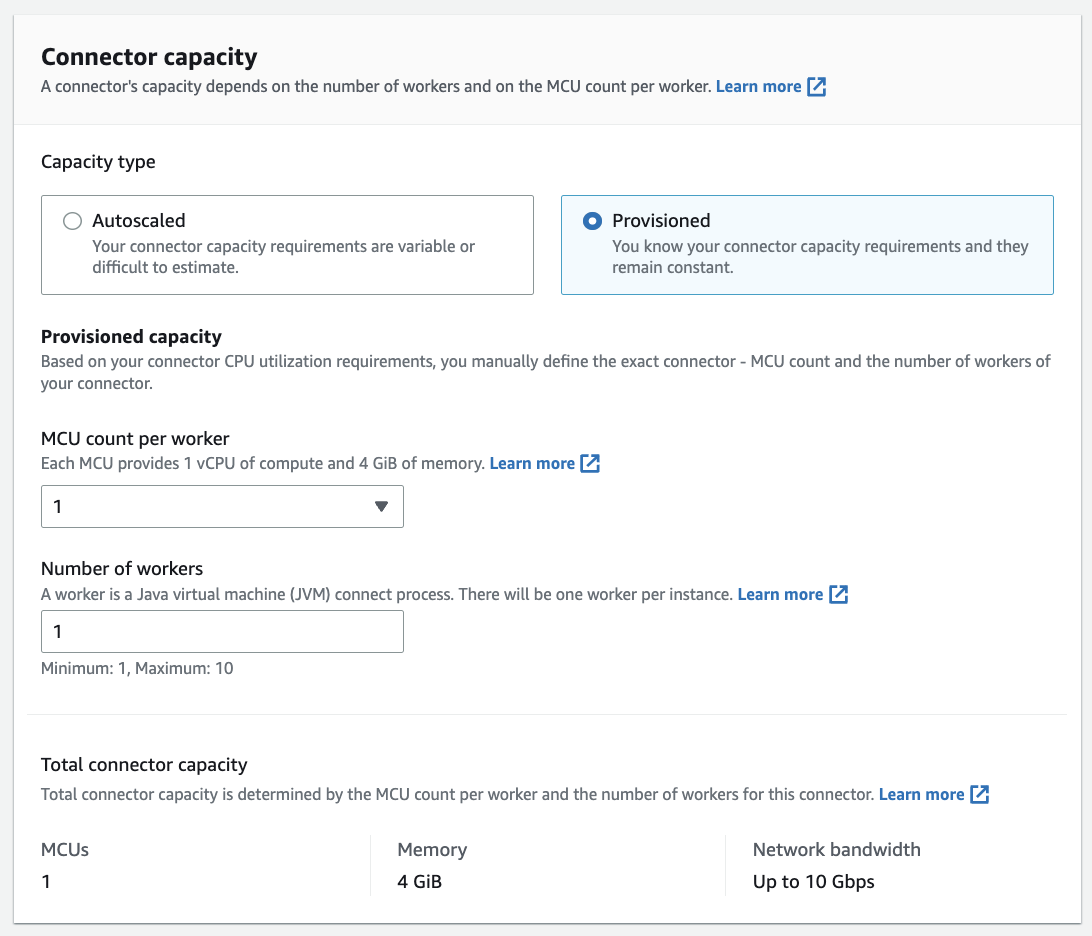 Connector capacity
A connector's capacity depends on the number of workers and on the MCU count per worker. Learn more
Capacity type
Autoscaled
Your connector capacity requirements are variable or
difficult to estimate.
Provisioned
You know your connector capacity requirements and they
remain constant.
Provisioned capacity
Based on your connector CPU utilization requirements, you manually define the exact connector - MCU count and the number of workers of
your connector.
MCU count per worker
Each MCU provides 1 vCPU of compute and 4 GiB of memory. Learn more
1
Number of workers
A worker is a Java virtual machine (JVM) connect process. There will be one worker per instance. Learn more
1
Minimum: 1, Maximum: 10
Total connector capacity
Total connector capacity is determined by the MCU count per worker and the number of workers for this connector. Learn more
MCUs
1
Memory
4 GiB
Network bandwidth
Up to 10 Gbps